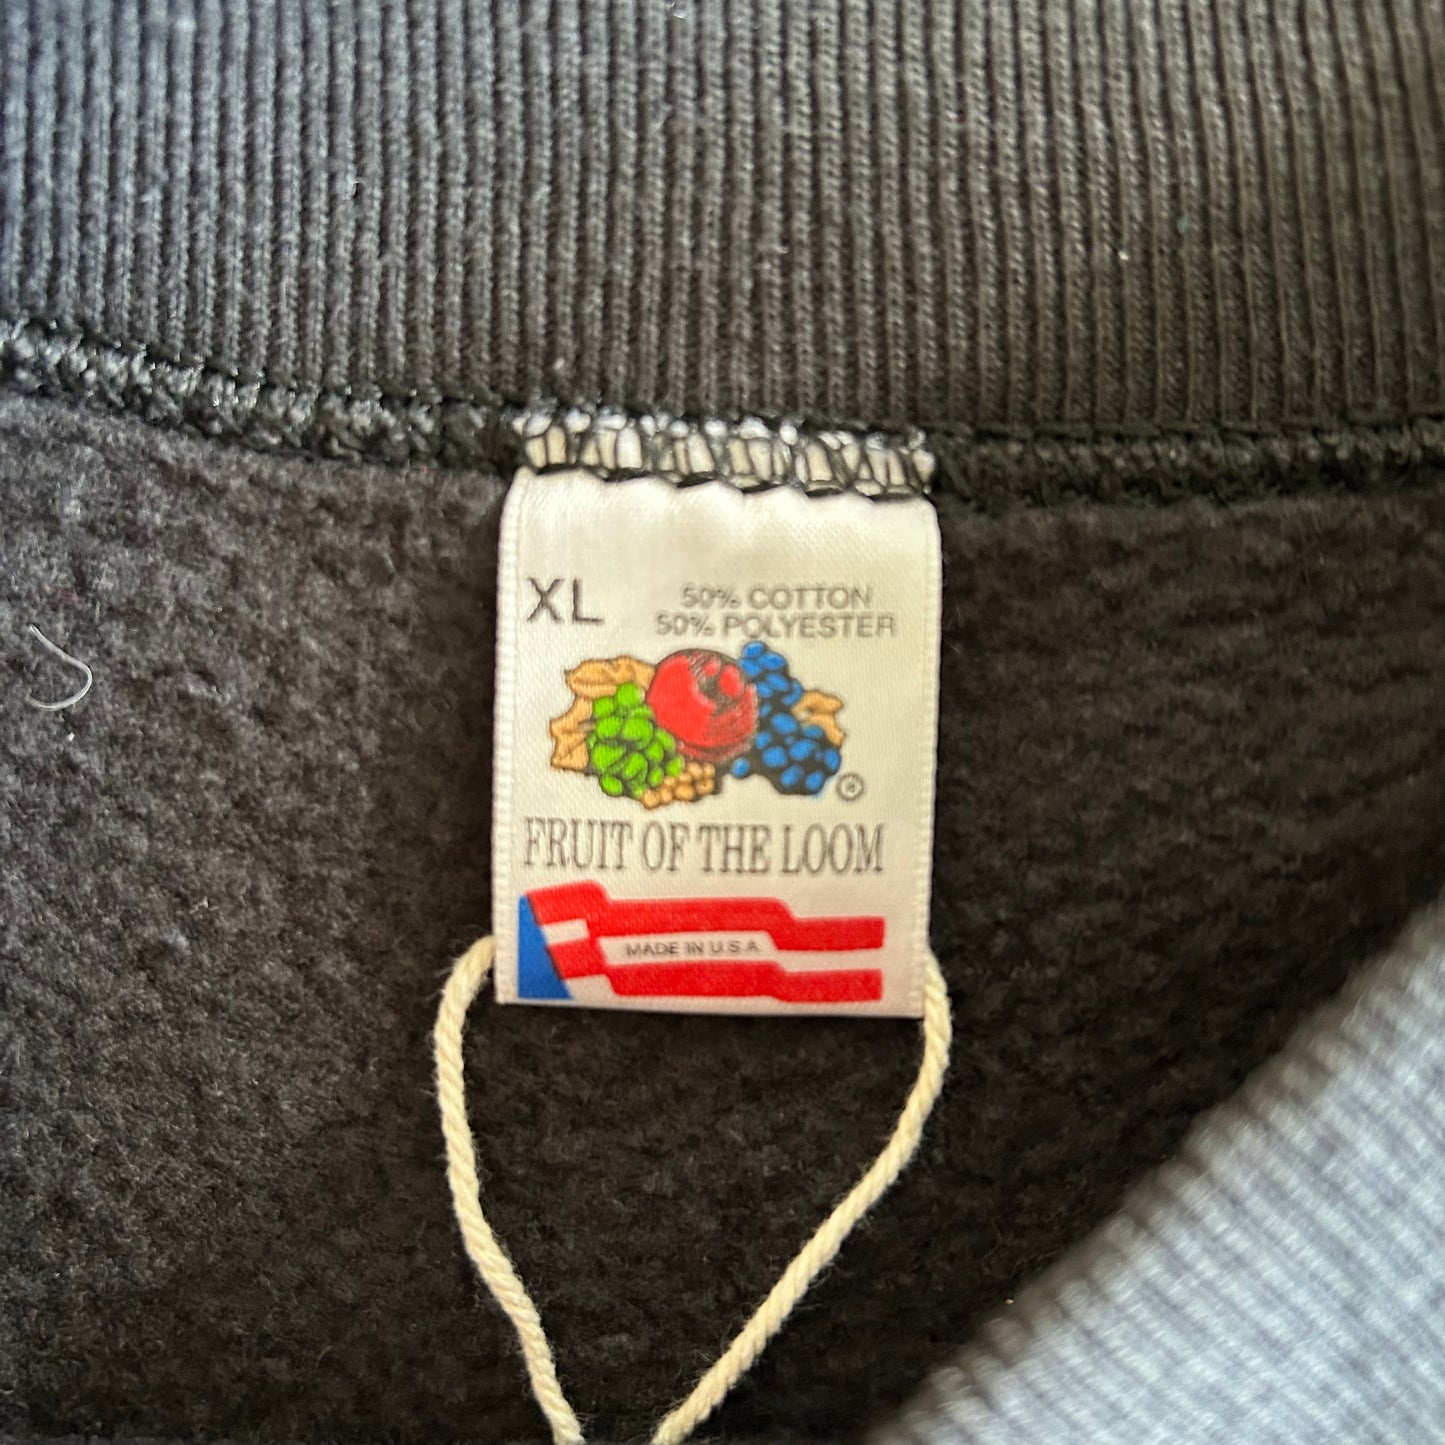 XL
50% COTTON
50% POLYESTER
®
FRUIT OF THE LOOM
MADE IN U.S.A.